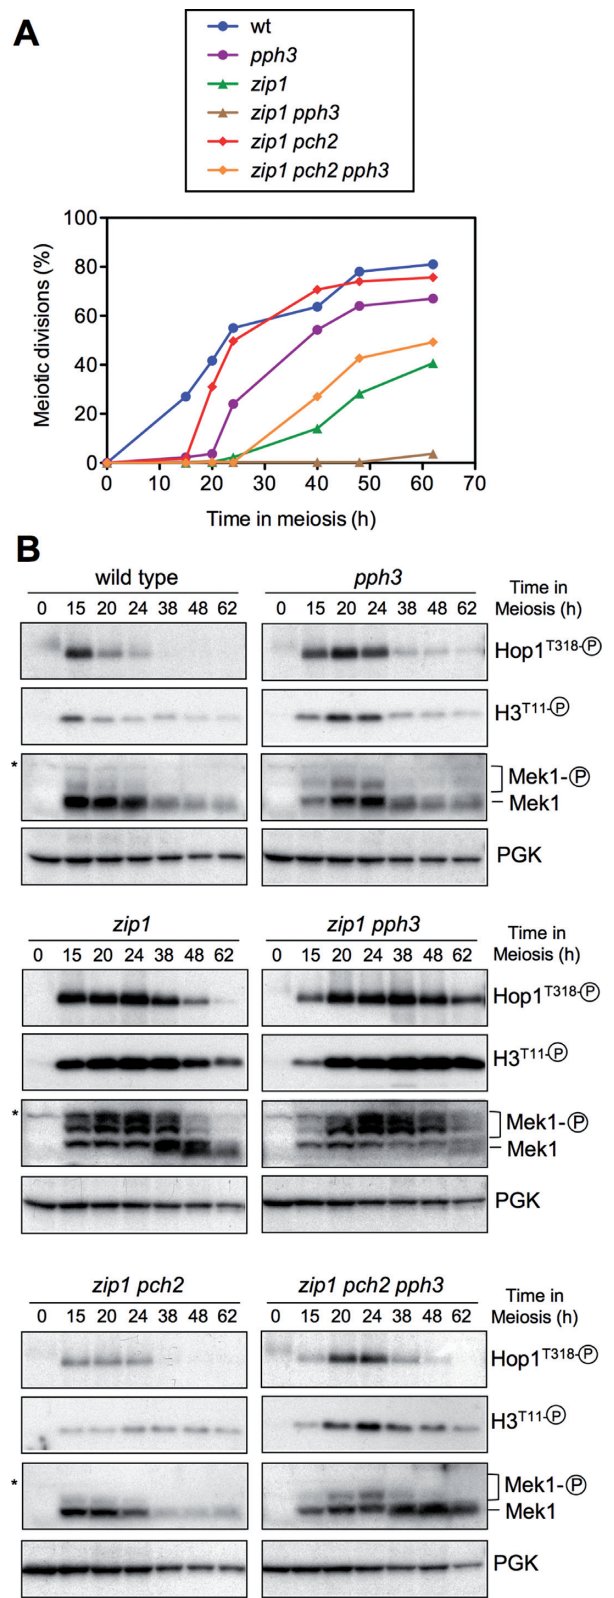 A
wt
pph3
zip1
zip1 pph3
zip1 pch2
zip1 pch2 pph3
100
80
60
40
20
0
Meiotic divisions (%)
0 10 20 30 40 50 60 70
Time in meiosis (h)
B
wild type pph3 Time in
0 15 20 24 38 48 62 0 15 20 24 38 48 62 Meiosis (h)
Hop1T318-Ⓟ
H3T11-Ⓟ
* Mek1-Ⓟ
Mek1
PGK
zip1 zip1 pph3 Time in
0 15 20 24 38 48 62 0 15 20 24 38 48 62 Meiosis (h)
Hop1T318-Ⓟ
H3T11-Ⓟ
* Mek1-Ⓟ
Mek1
PGK
zip1 pch2 zip1 pch2 pph3 Time in
0 15 20 24 38 48 62 0 15 20 24 38 48 62 Meiosis (h)
Hop1T318-Ⓟ
H3T11-Ⓟ
* Mek1-Ⓟ
Mek1
PGK